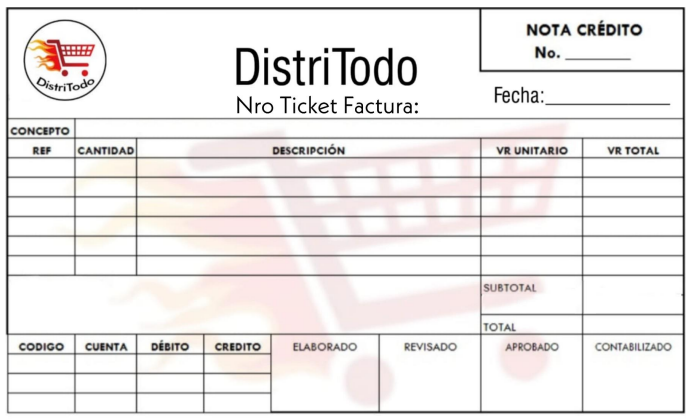 NOTA CRÉDITO
No. ________
DistriTodo
DistriTodo
Nro Ticket Factura:
Fecha:____________
CONCEPTO
REF CANTIDAD DESCRIPCIÓN VR UNITARIO VR TOTAL
SUBTOTAL
TOTAL
CODIGO CUENTA DÉBITO CREDITO ELABORADO REVISADO APROBADO CONTABILIZADO